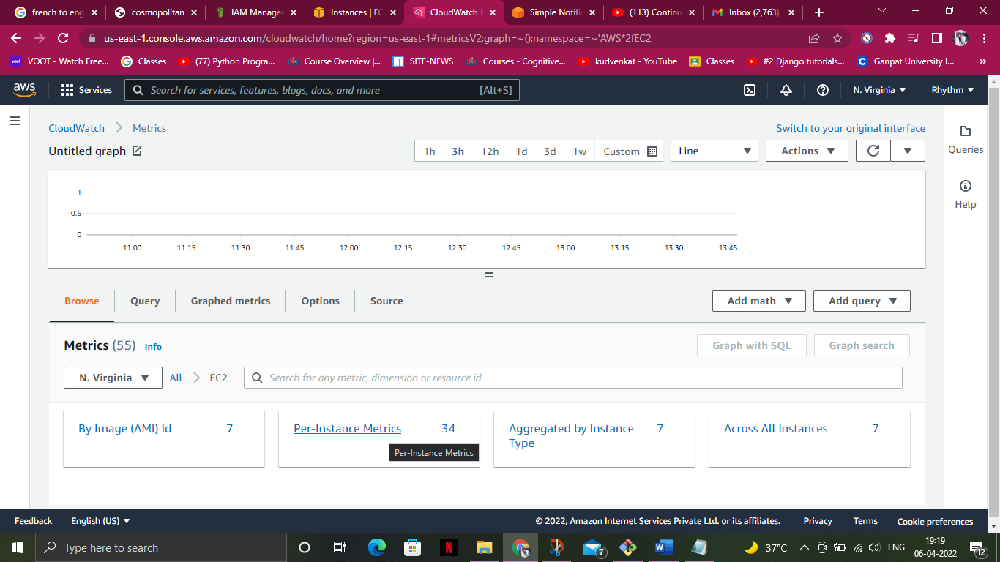 french to eng
cosmopolitan
IAM Manager
Instances | EC
CloudWatch M
Simple Notific
(113) Continu
Inbox (2,763)
us-east-1.console.aws.amazon.com/cloudwatch/home?region=us-east-1#metricsV2:graph=~();namespace=~'AWS*2fEC2
voot
VOOT - Watch Free...
Classes
(77) Python Progra...
Course Overview |...
SITE-NEWS
Courses - Cognitive...
kudvenkat - YouTube
Classes
#2 Django tutorials...
Ganpat University I...
»
aws
Services
Search for services, features, blogs, docs, and more
[Alt+S]
N. Virginia
Rhythm
CloudWatch
Metrics
Switch to your original interface
Untitled graph
1h
3h
12h
1d
3d
1w
Custom
Line
Actions
Queries
Help
1
0.5
0
11:00
11:15
11:30
11:45
12:00
12:15
12:30
12:45
13:00
13:15
13:30
13:45
Browse
Query
Graphed metrics
Options
Source
Add math
Add query
Metrics (55)
Info
Graph with SQL
Graph search
N. Virginia
All
EC2
Search for any metric, dimension or resource id
By Image (AMI) Id
7
Per-Instance Metrics
34
Aggregated by Instance
Type
7
Across All Instances
7
Per-Instance Metrics
Feedback
English (US)
© 2022, Amazon Internet Services Private Ltd. or its affiliates.
Privacy
Terms
Cookie preferences
Type here to search
7
37°C
ENG
19:19
06-04-2022
12